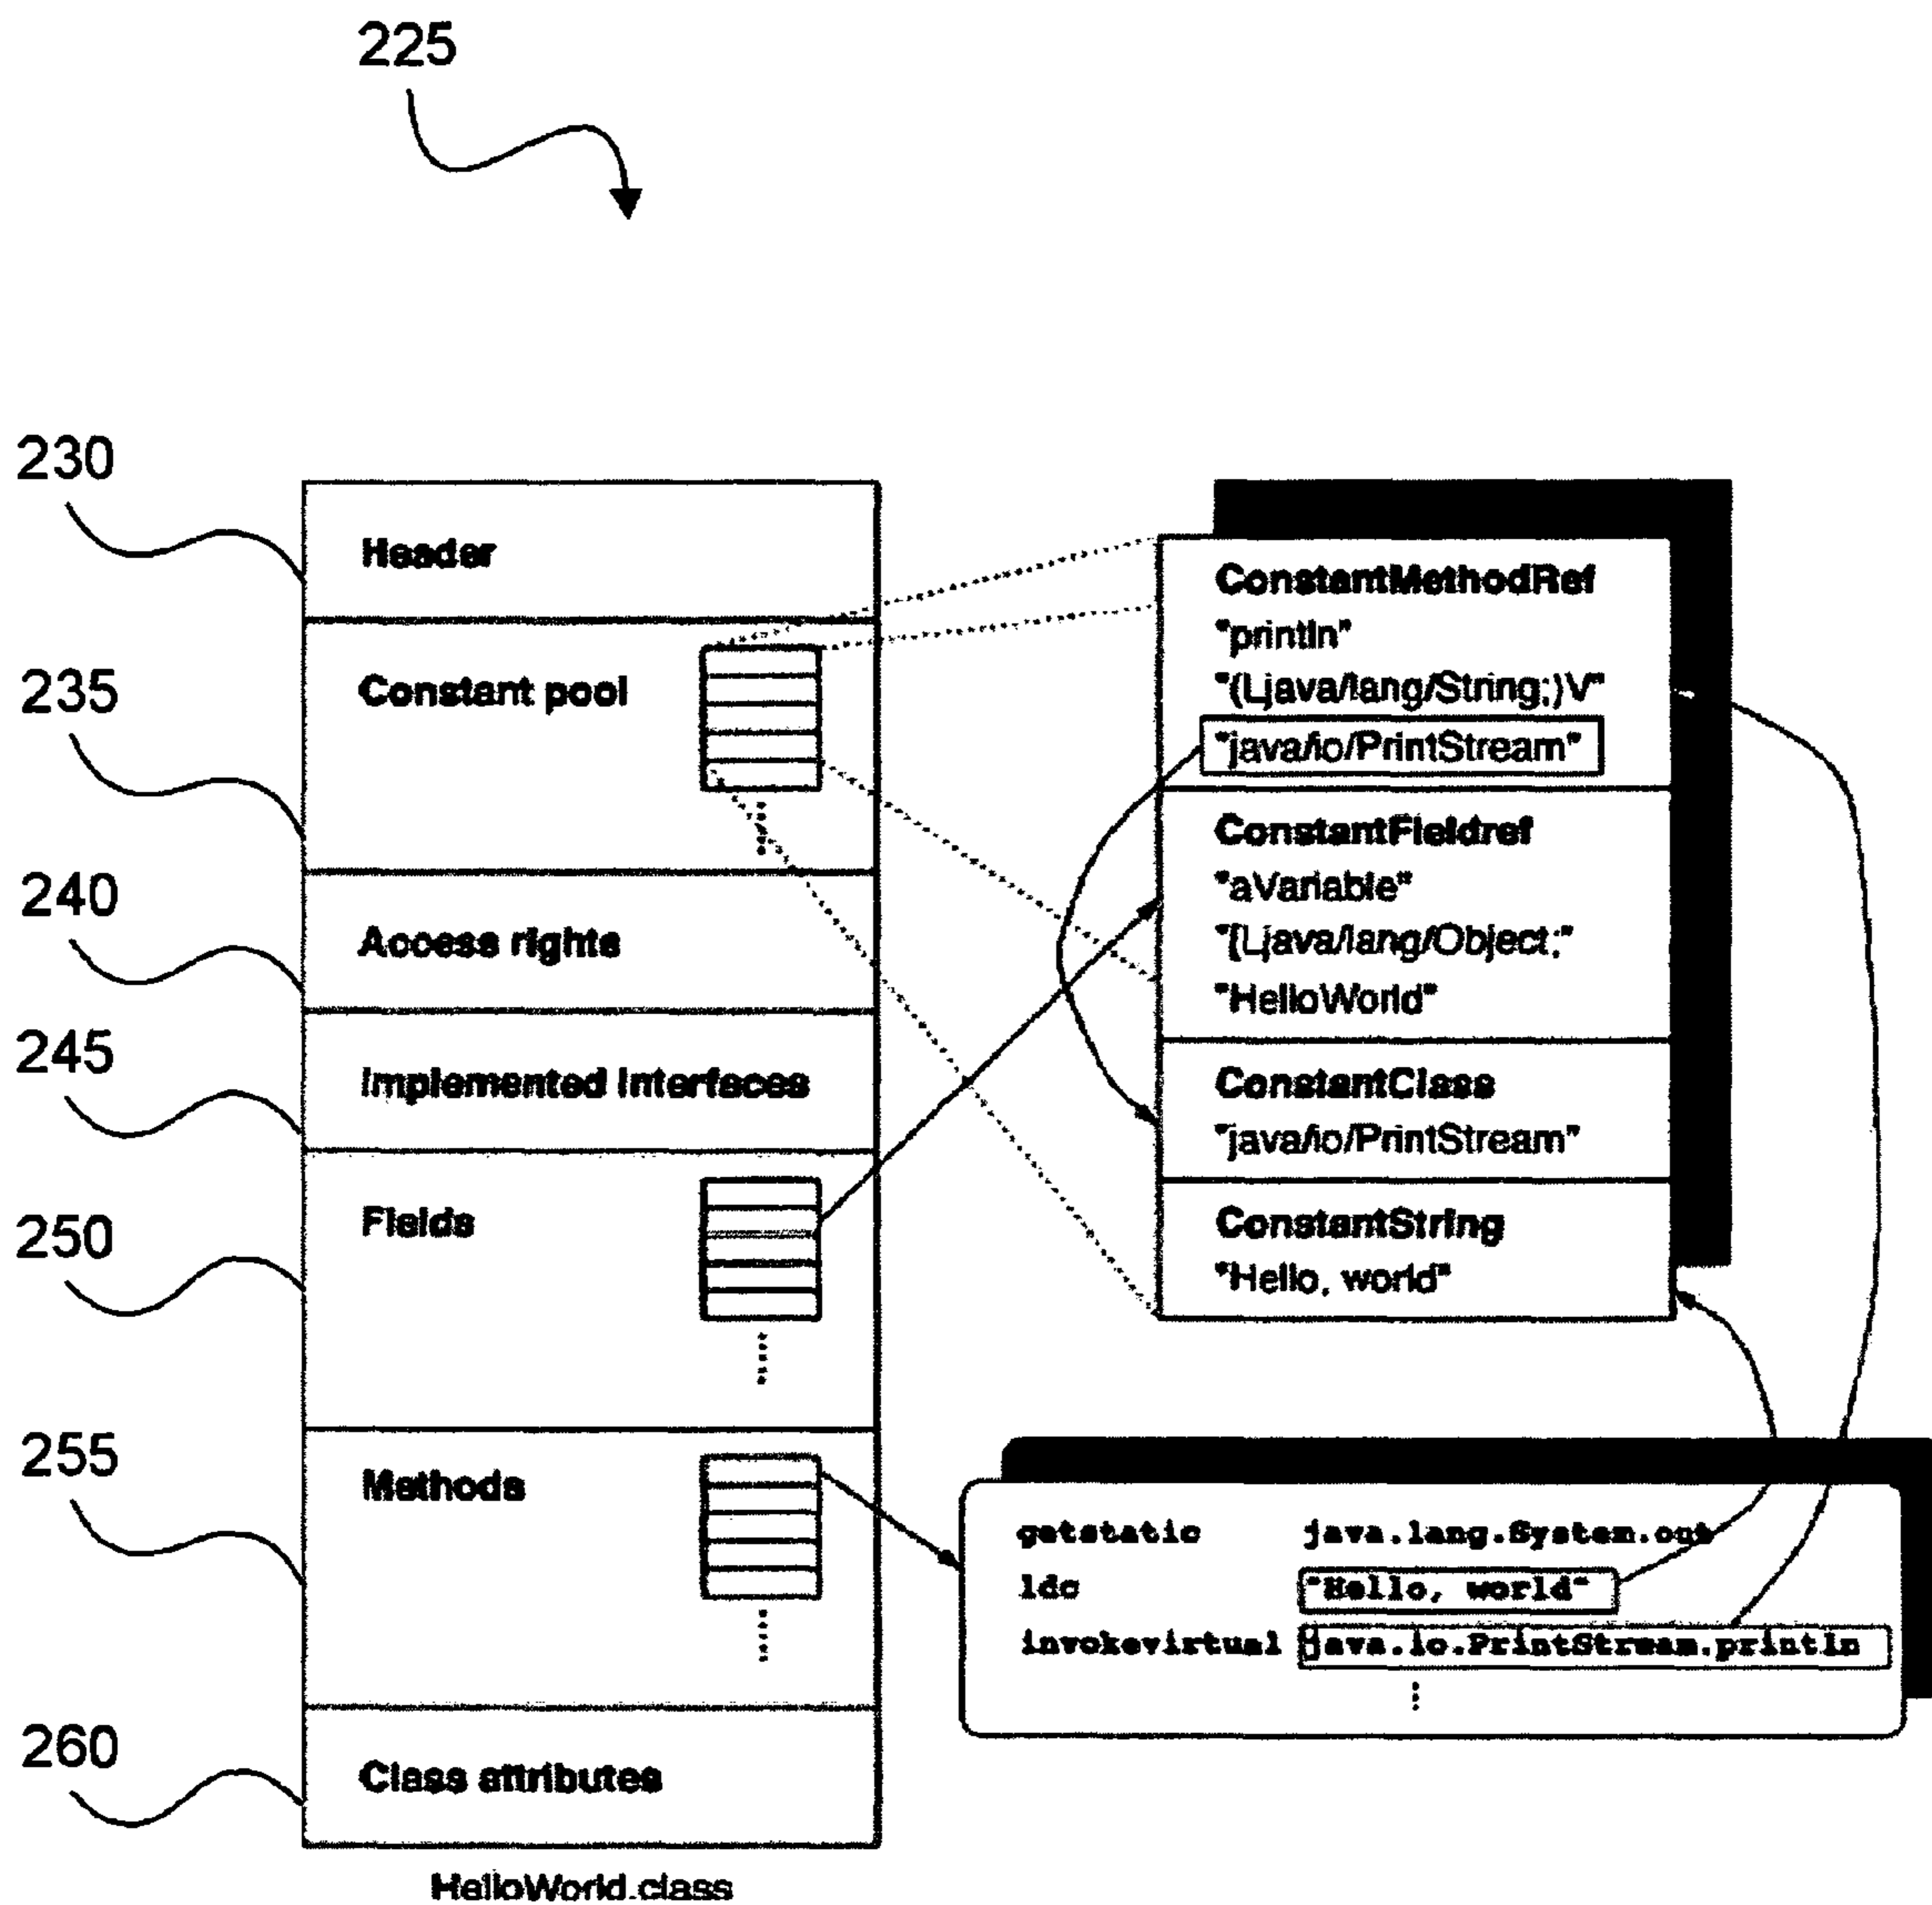 225
230
Header
235
Constant pool
240
Access rights
245
Implemented interfaces
250
Fields
255
Methods
260
Class attributes
HelloWorld.class
ConstantMethodRef
"println"
"(Ljava/lang/String;)V"
"java/io/PrintStream"
ConstantFieldref
"aVariable"
"[Ljava/lang/Object;"
"HelloWorld"
ConstantClass
"java/io/PrintStream"
ConstantString
"Hello, world"
getstatic java.lang.System.out
ldc "Hello, world"
invokevirtual java.io.PrintStream.println